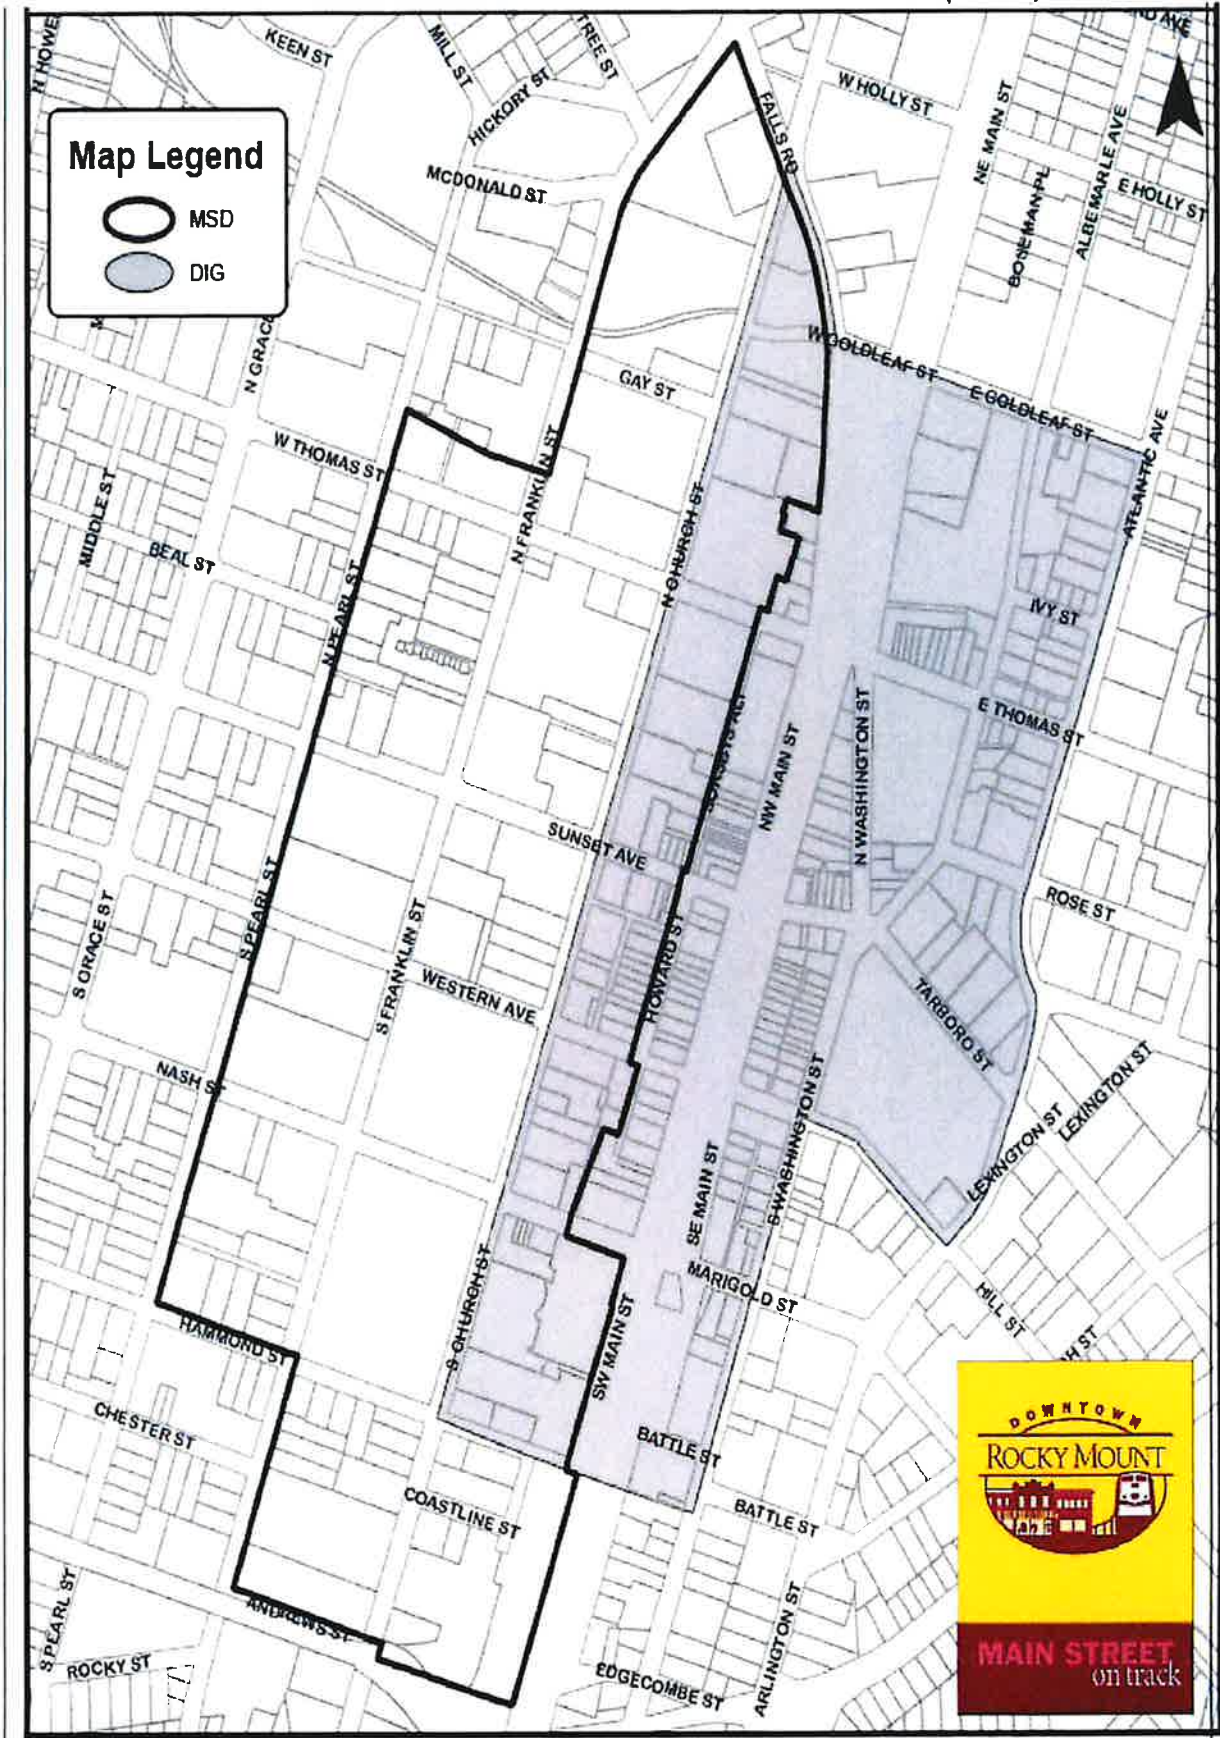 KEEN ST
MILL ST
TREE ST
HICKORY ST
W HOLLY ST
FALLS RD
NE MAIN ST
BOSEMAN PL
ALBEMARLE AVE
E HOLLY ST
Map Legend
MSD
DIG
MCDONALD ST
W GOLDLEAF ST
E GOLDLEAF ST
GAY ST
W THOMAS ST
N FRANKLIN ST
N CHURCH ST
ATLANTIC AVE
MIDDLE ST
BEAL ST
N PEARL ST
IVY ST
E THOMAS ST
NW MAIN ST
N WASHINGTON ST
SUNSET AVE
ROSE ST
S GRACE ST
S PEARL ST
S FRANKLIN ST
WESTERN AVE
HOWARD ST
TARBORO ST
NASH ST
S WASHINGTON ST
LEXINGTON ST
LEXINGTON ST
SE MAIN ST
MARIGOLD ST
HILL ST
S CHURCH ST
SW MAIN ST
HAMMOND ST
CHESTER ST
BATTLE ST
BATTLE ST
COASTLINE ST
ANDREWS ST
S PEARL ST
ROCKY ST
EDGECOMBE ST
ARLINGTON ST
DOWNTOWN
ROCKY MOUNT
MAIN STREET
on track